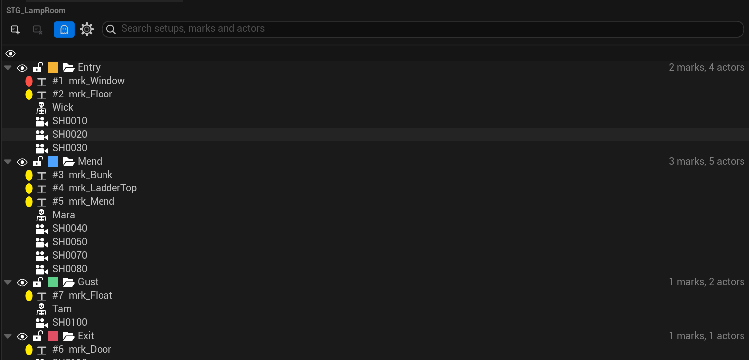 STG_LampRoom
Search setups, marks and actors
Entry 2 marks, 4 actors
#1 mrk_Window
#2 mrk_Floor
Wick
SH0010
SH0020
SH0030
Mend 3 marks, 5 actors
#3 mrk_Bunk
#4 mrk_LadderTop
#5 mrk_Mend
Mara
SH0040
SH0050
SH0070
SH0080
Gust 1 marks, 2 actors
#7 mrk_Float
Tam
SH0100
Exit 1 marks, 1 actors
#6 mrk_Door